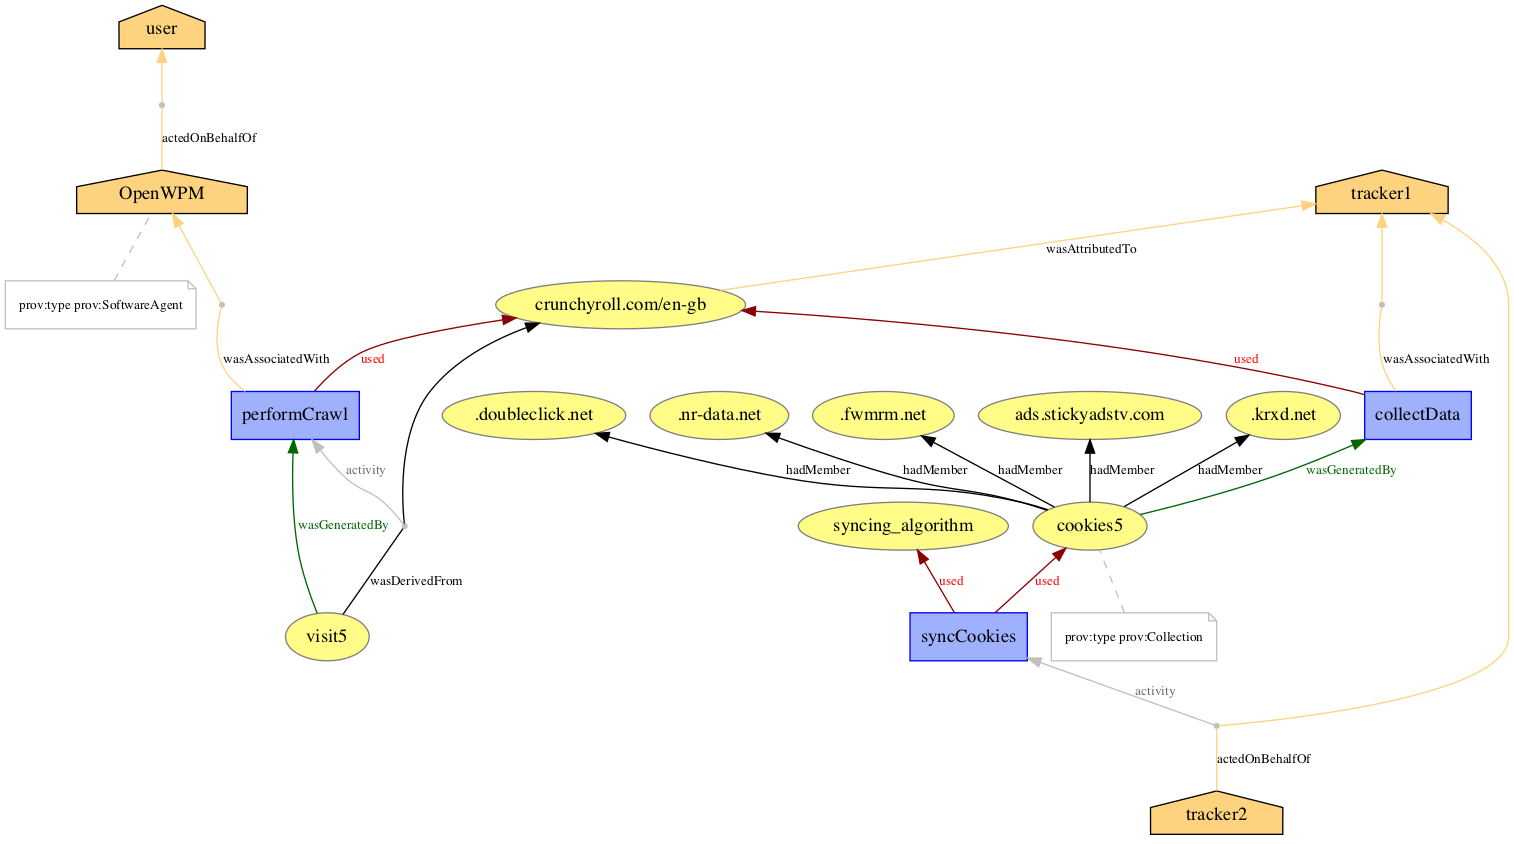 user
actedOnBehalfOf
OpenWPM
tracker1
wasAttributedTo
prov:type prov:SoftwareAgent
crunchyroll.com/en-gb
wasAssociatedWith
used
used
wasAssociatedWith
performCrawl
.doubleclick.net
.nr-data.net
.fwmrm.net
ads.stickyadstv.com
.krxd.net
collectData
activity
hadMember
hadMember
hadMember
hadMember
hadMember
wasGeneratedBy
wasGeneratedBy
syncing_algorithm
cookies5
wasDerivedFrom
used
used
visit5
syncCookies
prov:type prov:Collection
activity
actedOnBehalfOf
tracker2